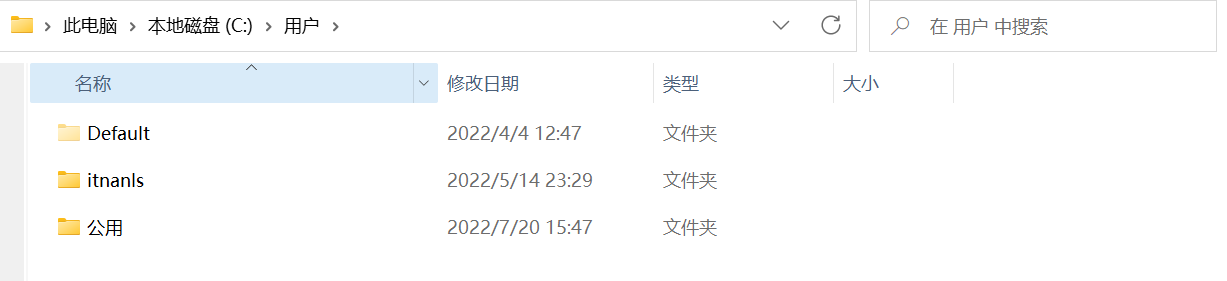 此电脑 本地磁盘 (C:) 用户 在 用户 中搜索
名称 修改日期 类型 大小
Default 2022/4/4 12:47 文件夹
itnanls 2022/5/14 23:29 文件夹
公用 2022/7/20 15:47 文件夹